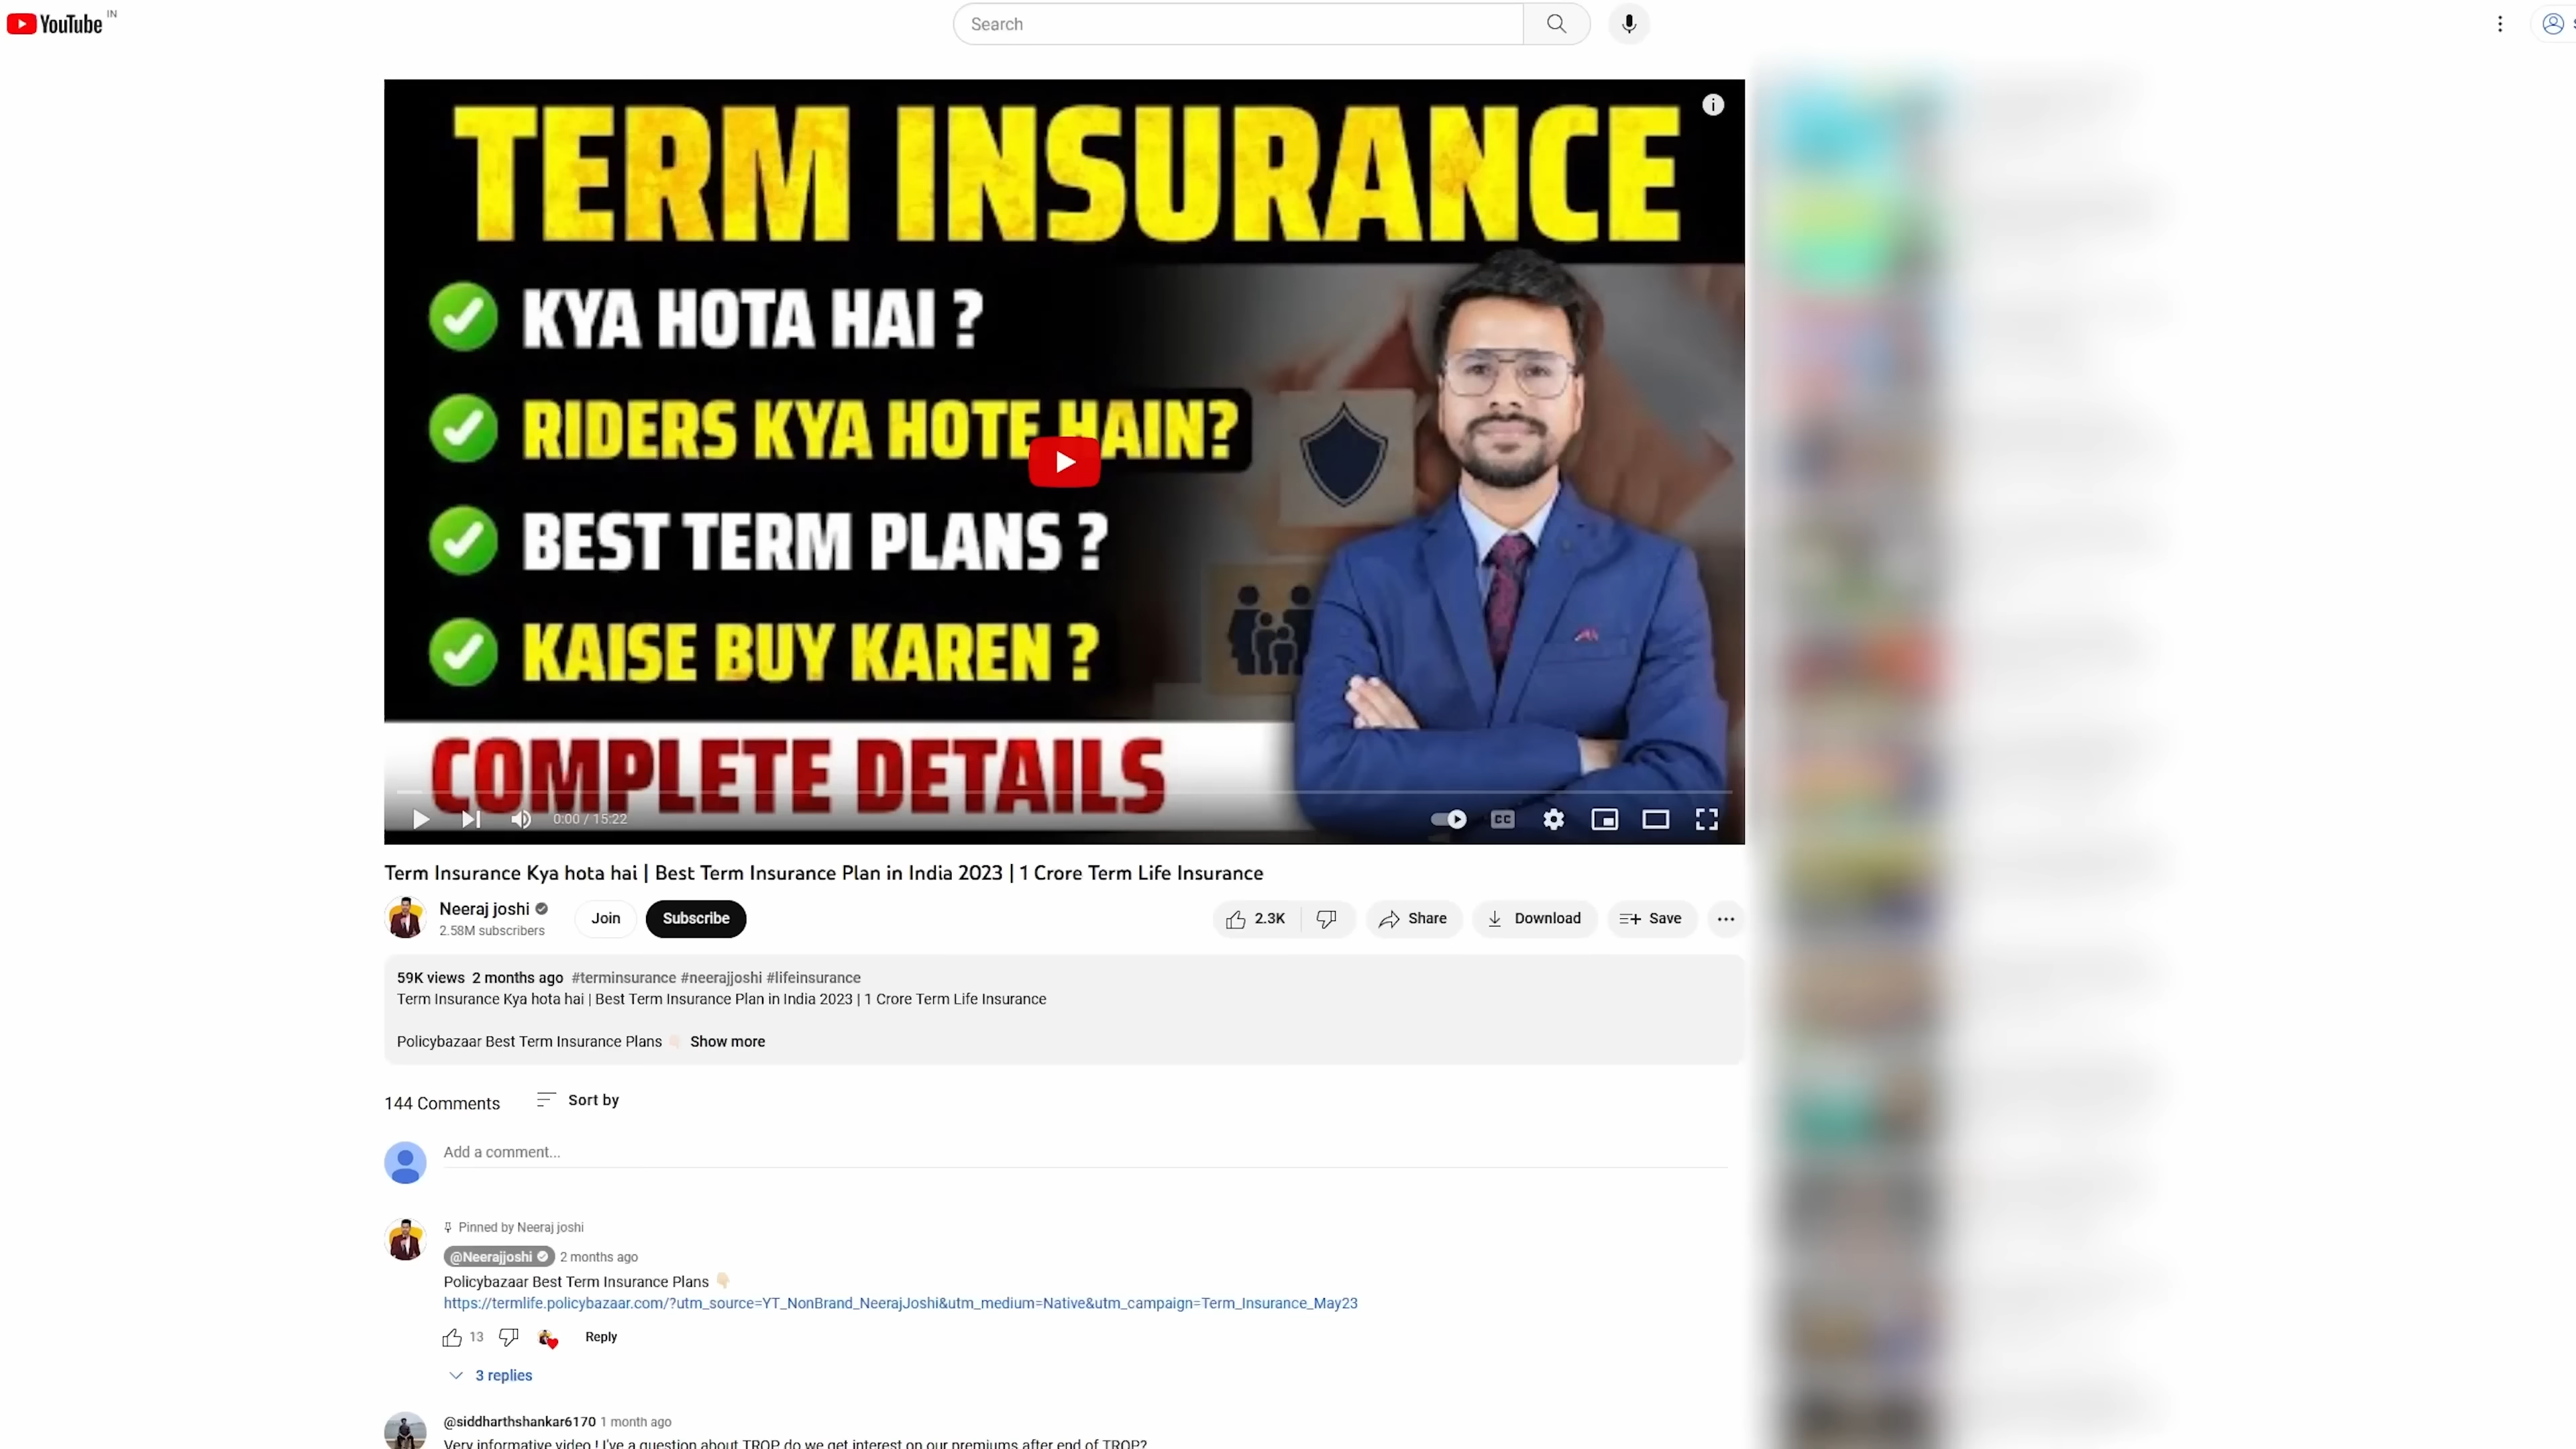 YouTube IN
Search
TERM INSURANCE
KYA HOTA HAI ?
RIDERS KYA HOTE HAIN?
BEST TERM PLANS ?
KAISE BUY KAREN ?
COMPLETE DETAILS
0:00 / 15:22
CC
Term Insurance Kya hota hai | Best Term Insurance Plan in India 2023 | 1 Crore Term Life Insurance
Neeraj joshi
2.58M subscribers
Join
Subscribe
2.3K
Share
Download
Save
59K views 2 months ago #terminsurance #neerajjoshi #lifeinsurance
Term Insurance Kya hota hai | Best Term Insurance Plan in India 2023 | 1 Crore Term Life Insurance
Policybazaar Best Term Insurance Plans 👇🏻 Show more
144 Comments
Sort by
Add a comment...
Pinned by Neeraj joshi
@Neerajjoshi 2 months ago
Policybazaar Best Term Insurance Plans 👇🏻
https://termlife.policybazaar.com/?utm_source=YT_NonBrand_NeerajJoshi&utm_medium=Native&utm_campaign=Term_Insurance_May23
13
Reply
3 replies
@siddharthshankar6170 1 month ago
Very informative video ! I've a question about TROP, do we get interest on our premiums after end of TROP?